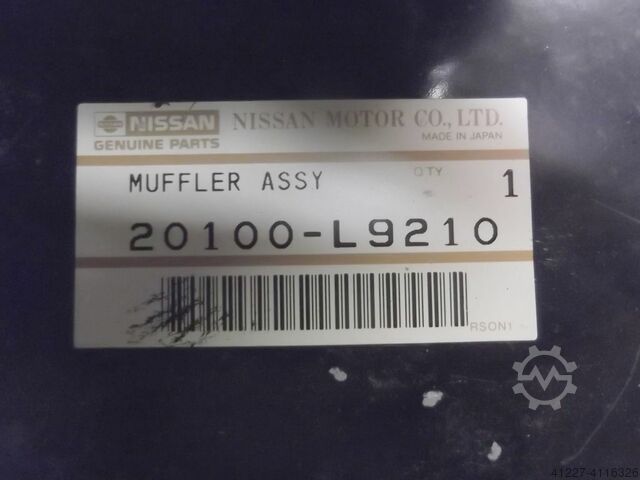 NISSAN NISSAN MOTOR CO., LTD.
GENUINE PARTS MADE IN JAPAN
MUFFLER ASSY QTY 1
20100-L9210
RSON1
41227-4116326